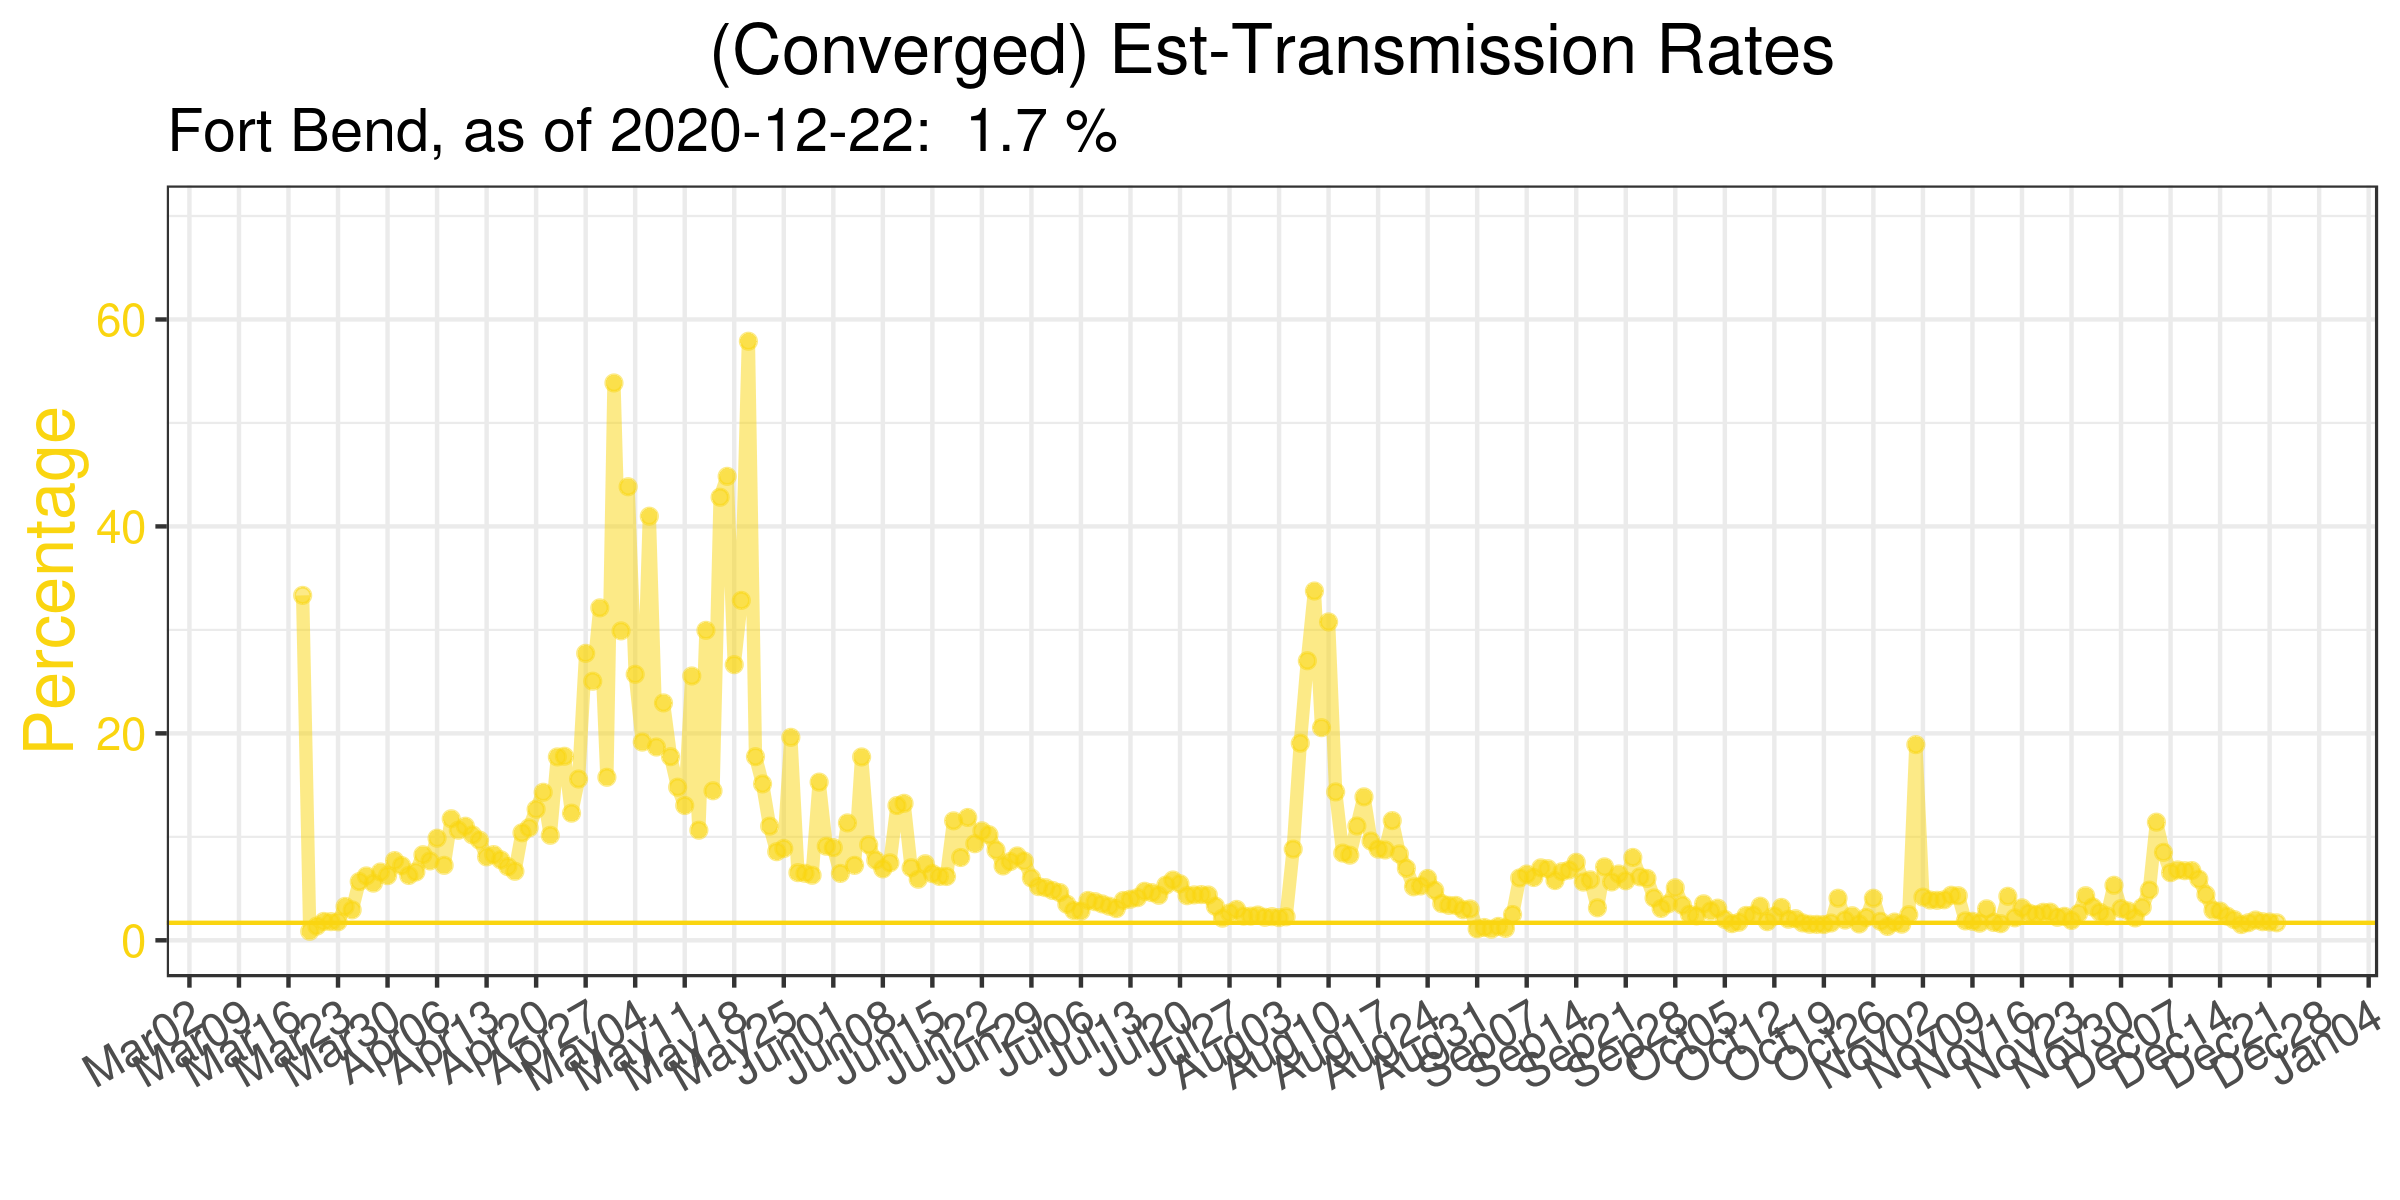 (Converged) Est-Transmission Rates
Fort Bend, as of 2020-12-22:  1.7 %
Percentage
60
40
20
0
Mar02
Mar09
Mar16
Mar23
Mar30
Apr06
Apr13
Apr20
Apr27
May04
May11
May18
May25
Jun01
Jun08
Jun15
Jun22
Jun29
Jul06
Jul13
Jul20
Jul27
Aug03
Aug10
Aug17
Aug24
Aug31
Sep07
Sep14
Sep21
Sep28
Oct05
Oct12
Oct19
Oct26
Nov02
Nov09
Nov16
Nov23
Nov30
Dec07
Dec14
Dec21
Dec28
Jan04